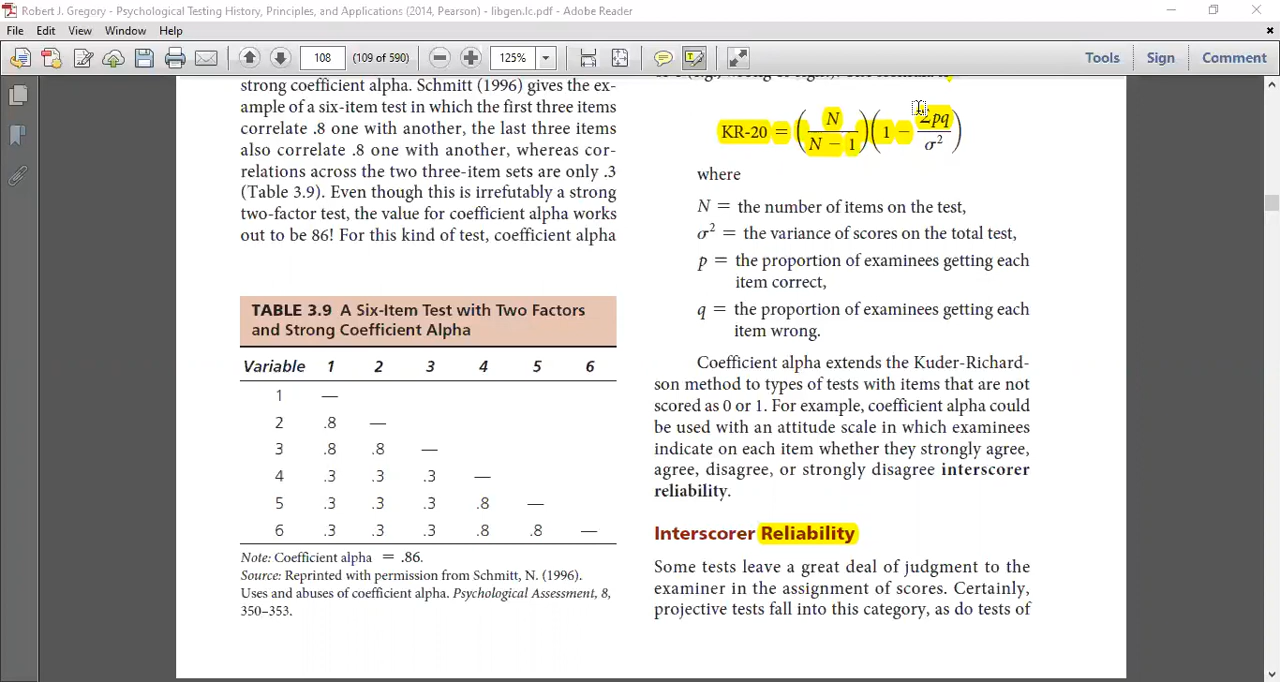 Robert J. Gregory - Psychological Testing History, Principles, and Applications (2014, Pearson) - libgen.lc.pdf - Adobe Reader
File Edit View Window Help
108 (109 of 590) 125% Tools Sign Comment
strong coefficient alpha. Schmitt (1996) gives the ex-
ample of a six-item test in which the first three items
correlate .8 one with another, the last three items
also correlate .8 one with another, whereas cor-
relations across the two three-item sets are only .3
(Table 3.9). Even though this is irrefutably a strong
two-factor test, the value for coefficient alpha works
out to be 86! For this kind of test, coefficient alpha
TABLE 3.9 A Six-Item Test with Two Factors
and Strong Coefficient Alpha
Variable 1 2 3 4 5 6
1 —
2 .8 —
3 .8 .8 —
4 .3 .3 .3 —
5 .3 .3 .3 .8 —
6 .3 .3 .3 .8 .8 —
Note: Coefficient alpha = .86.
Source: Reprinted with permission from Schmitt, N. (1996).
Uses and abuses of coefficient alpha. Psychological Assessment, 8,
350–353.
KR-20 = (N / N − 1)(1 − Σpq / σ²)
where
N = the number of items on the test,
σ² = the variance of scores on the total test,
p = the proportion of examinees getting each
item correct,
q = the proportion of examinees getting each
item wrong.
Coefficient alpha extends the Kuder-Richard-
son method to types of tests with items that are not
scored as 0 or 1. For example, coefficient alpha could
be used with an attitude scale in which examinees
indicate on each item whether they strongly agree,
agree, disagree, or strongly disagree interscorer
reliability.
Interscorer Reliability
Some tests leave a great deal of judgment to the
examiner in the assignment of scores. Certainly,
projective tests fall into this category, as do tests of